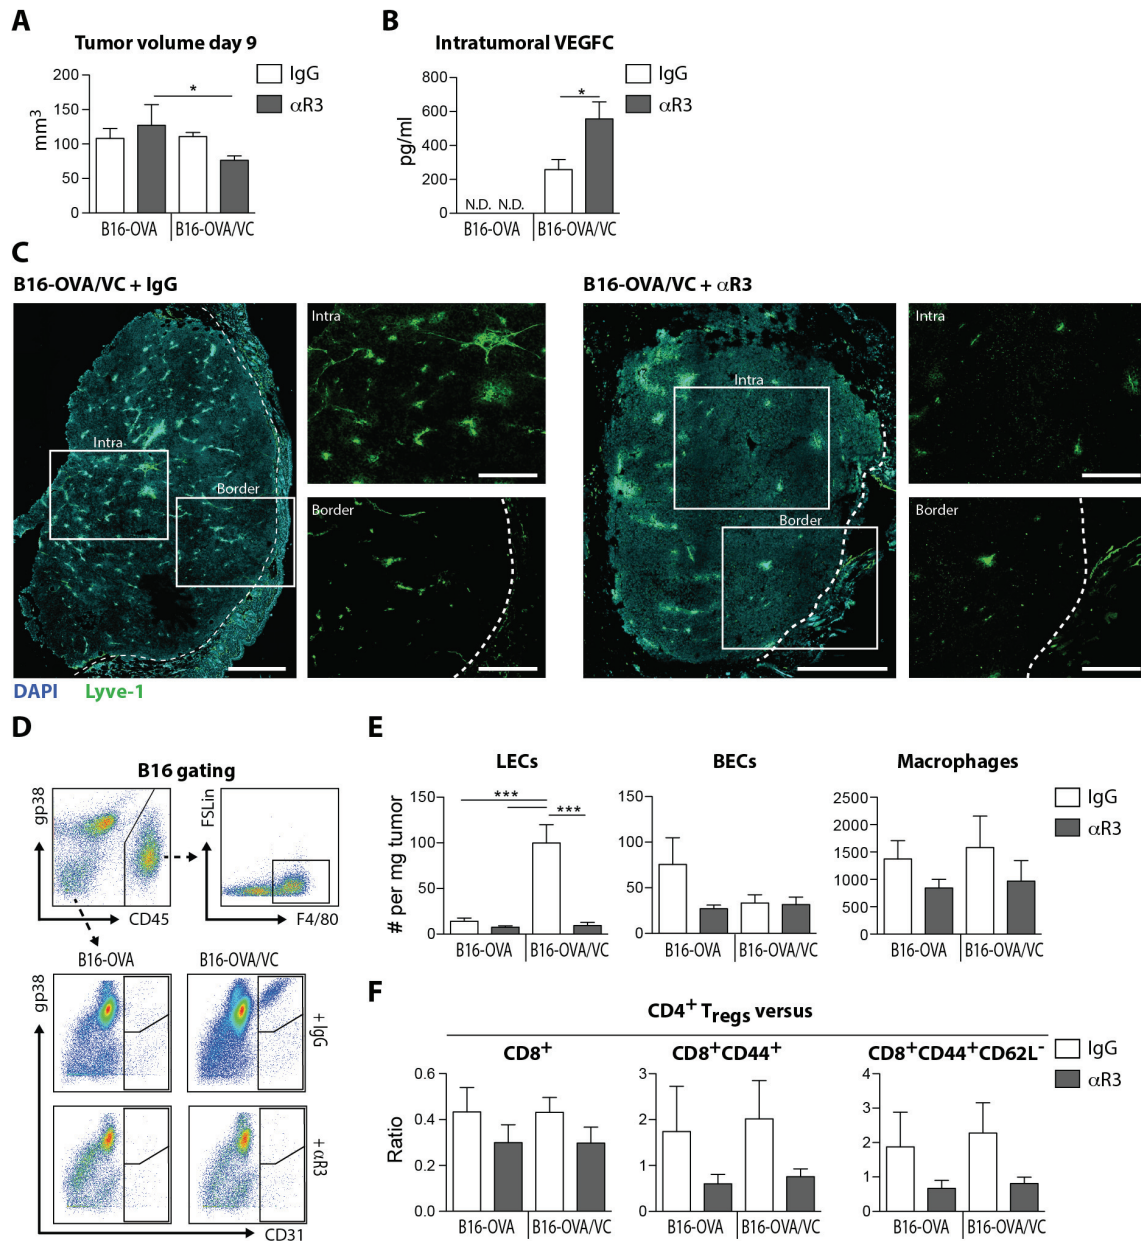 A
Tumor volume day 9
IgG
αR3
mm3
200
150
100
50
0
*
B16-OVA
B16-OVA/VC
B
Intratumoral VEGFC
IgG
αR3
pg/ml
800
600
400
200
0
*
N.D. N.D.
B16-OVA
B16-OVA/VC
C
B16-OVA/VC + IgG
Intra
Border
Intra
Border
B16-OVA/VC + αR3
Intra
Border
Intra
Border
DAPI Lyve-1
D
B16 gating
gp38
CD45
FSLin
F4/80
B16-OVA
B16-OVA/VC
gp38
+ IgG
+ αR3
CD31
E
LECs
# per mg tumor
150
100
50
0
***
***
B16-OVA
B16-OVA/VC
BECs
150
100
50
0
B16-OVA
B16-OVA/VC
Macrophages
2500
2000
1500
1000
500
0
B16-OVA
B16-OVA/VC
IgG
αR3
F
CD4+ Tregs versus
CD8+
Ratio
0.6
0.4
0.2
0.0
B16-OVA
B16-OVA/VC
CD8+CD44+
4
3
2
1
0
B16-OVA
B16-OVA/VC
CD8+CD44+CD62L-
4
3
2
1
0
B16-OVA
B16-OVA/VC
IgG
αR3